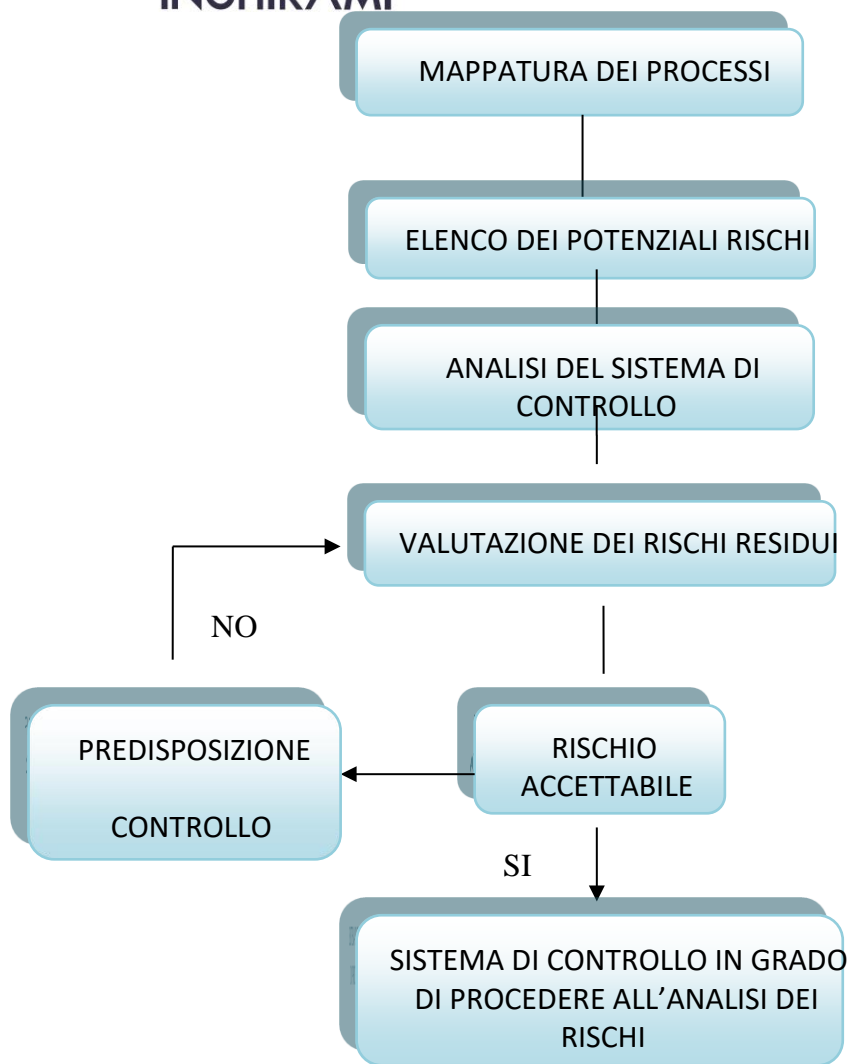 MAPPATURA DEI PROCESSI
ELENCO DEI POTENZIALI RISCHI
ANALISI DEL SISTEMA DI
CONTROLLO
VALUTAZIONE DEI RISCHI RESIDUI
NO
PREDISPOSIZIONE
CONTROLLO
RISCHIO
ACCETTABILE
SI
SISTEMA DI CONTROLLO IN GRADO
DI PROCEDERE ALL’ANALISI DEI
RISCHI